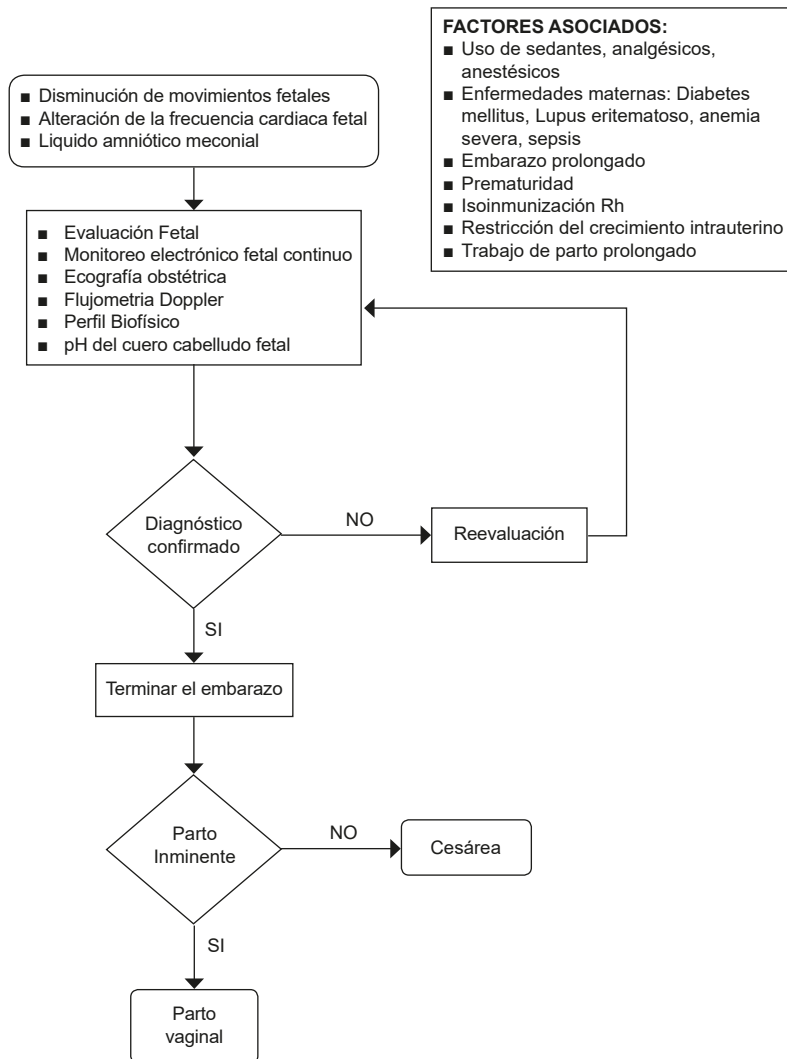 FACTORES ASOCIADOS:
■ Uso de sedantes, analgésicos,
anestésicos
■ Enfermedades maternas: Diabetes
mellitus, Lupus eritematoso, anemia
severa, sepsis
■ Embarazo prolongado
■ Prematuridad
■ Isoinmunización Rh
■ Restricción del crecimiento intrauterino
■ Trabajo de parto prolongado
■ Disminución de movimientos fetales
■ Alteración de la frecuencia cardiaca fetal
■ Liquido amniótico meconial
■ Evaluación Fetal
■ Monitoreo electrónico fetal continuo
■ Ecografía obstétrica
■ Flujometria Doppler
■ Perfil Biofísico
■ pH del cuero cabelludo fetal
Diagnóstico
confirmado
NO
Reevaluación
SI
Terminar el embarazo
Parto
Inminente
NO
Cesárea
SI
Parto
vaginal